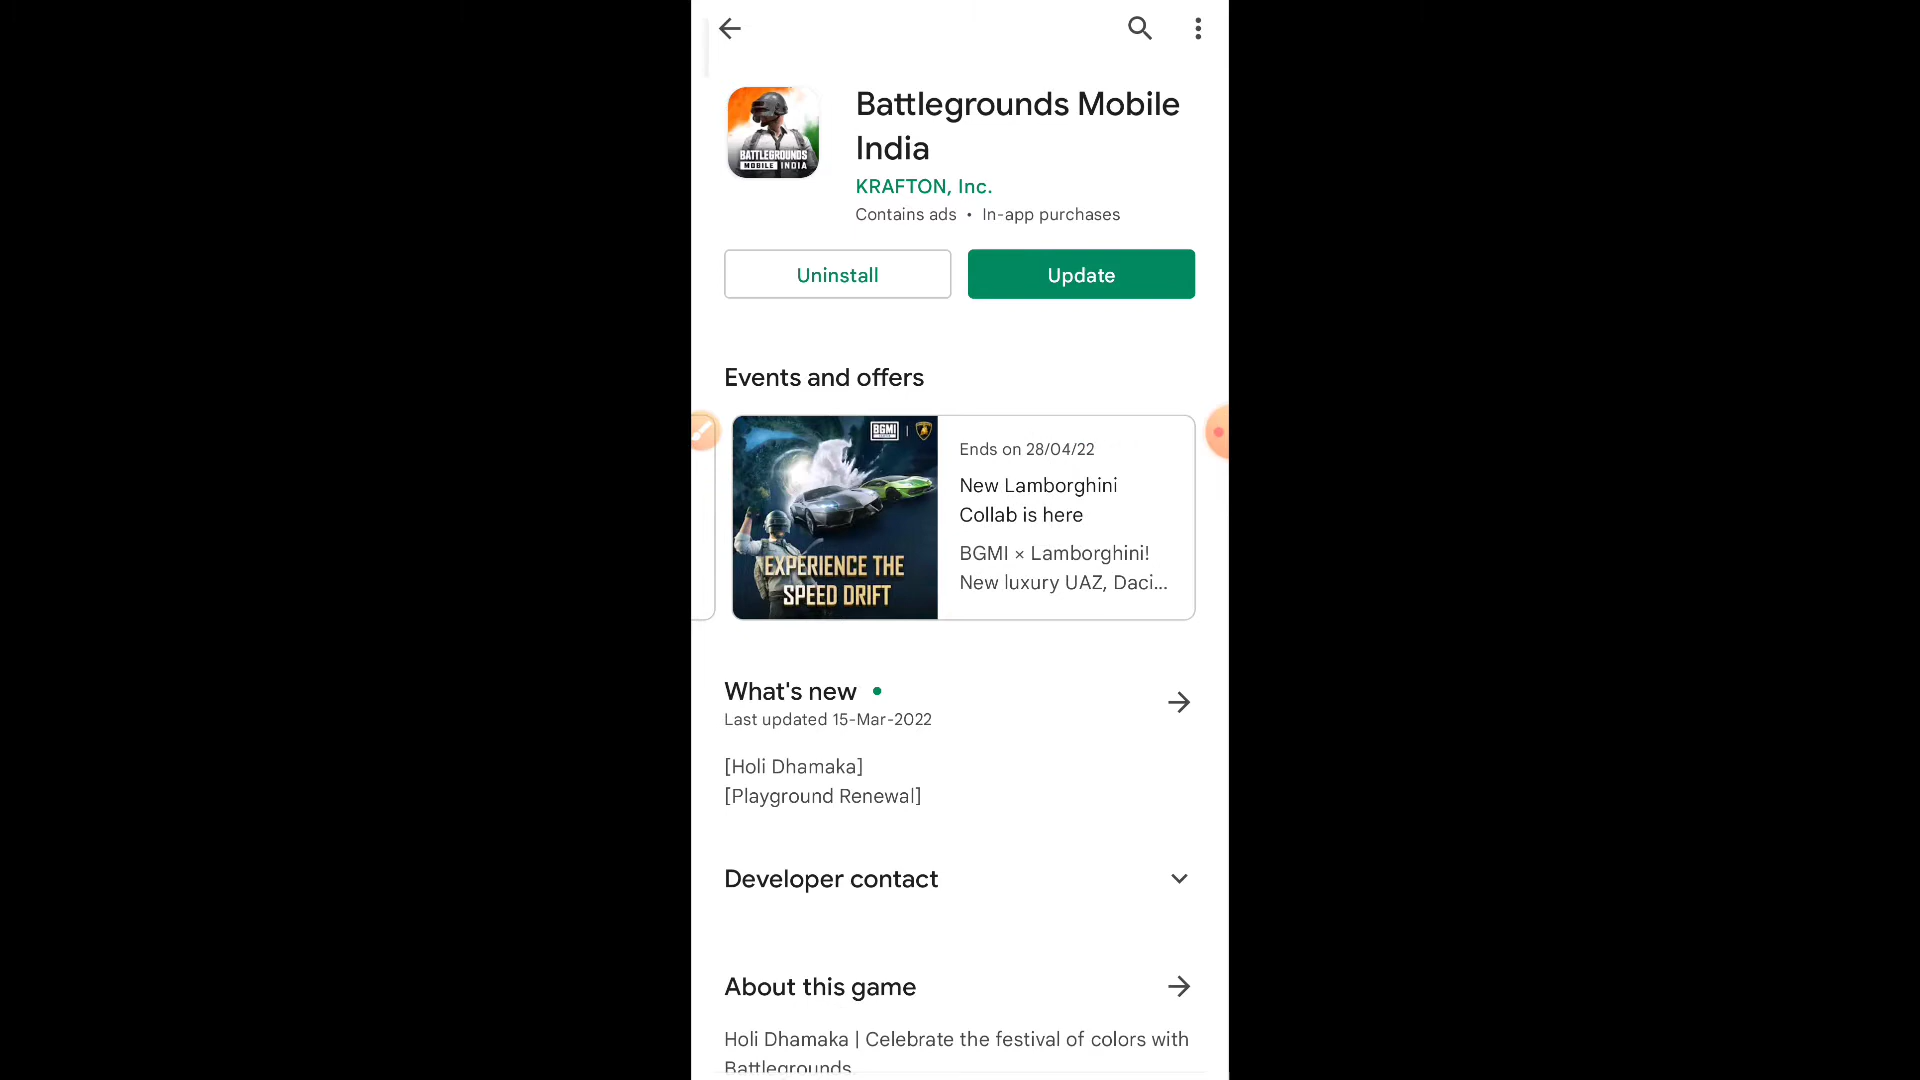 Battlegrounds Mobile
India
BATTLEGROUNDS
MOBILE INDIA
KRAFTON, Inc.
Contains ads • In-app purchases
Uninstall
Update
Events and offers
BGMI
EXPERIENCE THE
SPEED DRIFT
Ends on 28/04/22
New Lamborghini
Collab is here
BGMI × Lamborghini!
New luxury UAZ, Daci...
What's new
Last updated 15-Mar-2022
[Holi Dhamaka]
[Playground Renewal]
Developer contact
About this game
Holi Dhamaka | Celebrate the festival of colors with
Battlegrounds